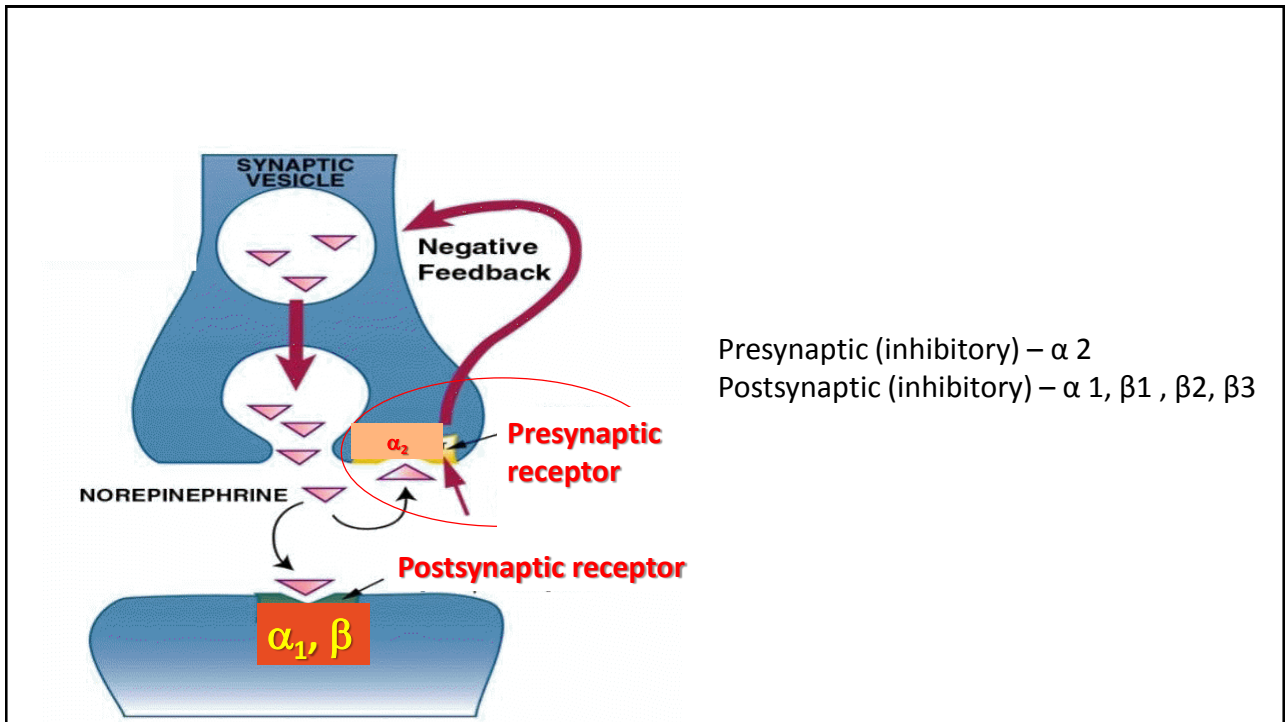 SYNAPTIC
VESICLE
Negative
Feedback
Presynaptic (inhibitory) – α 2
Postsynaptic (inhibitory) – α 1, β1 , β2, β3
α2
Presynaptic
receptor
NOREPINEPHRINE
Postsynaptic receptor
α1, β